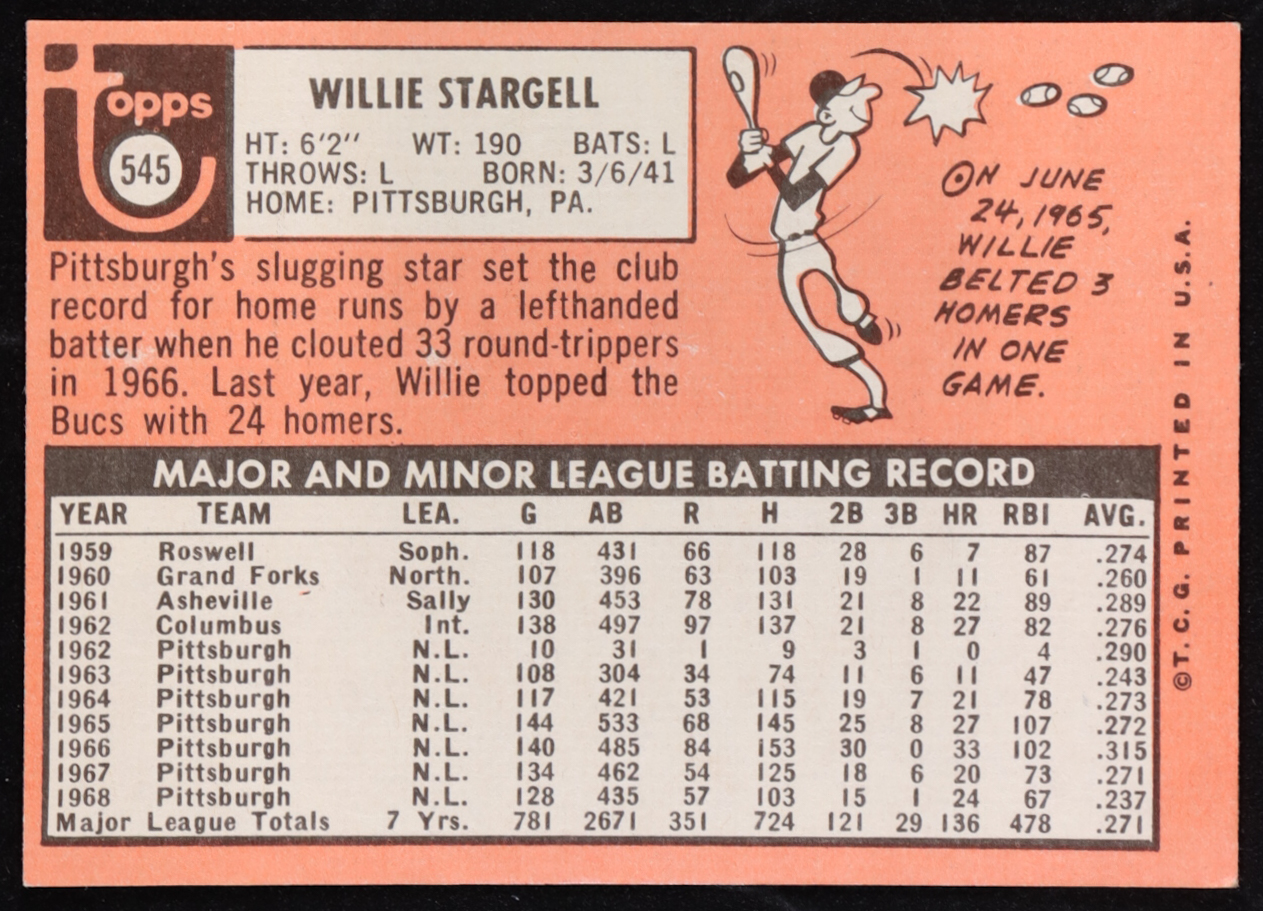 topps
545
WILLIE STARGELL
HT: 6'2" WT: 190 BATS: L
THROWS: L BORN: 3/6/41
HOME: PITTSBURGH, PA.
Pittsburgh's slugging star set the club
record for home runs by a lefthanded
batter when he clouted 33 round-trippers
in 1966. Last year, Willie topped the
Bucs with 24 homers.
ON JUNE
24, 1965,
WILLIE
BELTED 3
HOMERS
IN ONE
GAME.
MAJOR AND MINOR LEAGUE BATTING RECORD
YEAR TEAM LEA. G AB R H 2B 3B HR RBI AVG.
1959 Roswell Soph. 118 431 66 118 28 6 7 87 .274
1960 Grand Forks North. 107 396 63 103 19 1 11 61 .260
1961 Asheville Sally 130 453 78 131 21 8 22 89 .289
1962 Columbus Int. 138 497 97 137 21 8 27 82 .276
1962 Pittsburgh N.L. 10 31 1 9 3 1 0 4 .290
1963 Pittsburgh N.L. 108 304 34 74 11 6 11 47 .243
1964 Pittsburgh N.L. 117 421 53 115 19 7 21 78 .273
1965 Pittsburgh N.L. 144 533 68 145 25 8 27 107 .272
1966 Pittsburgh N.L. 140 485 84 153 30 0 33 102 .315
1967 Pittsburgh N.L. 134 462 54 125 18 6 20 73 .271
1968 Pittsburgh N.L. 128 435 57 103 15 1 24 67 .237
Major League Totals 7 Yrs. 781 2671 351 724 121 29 136 478 .271
©T. C. G. PRINTED IN U.S.A.